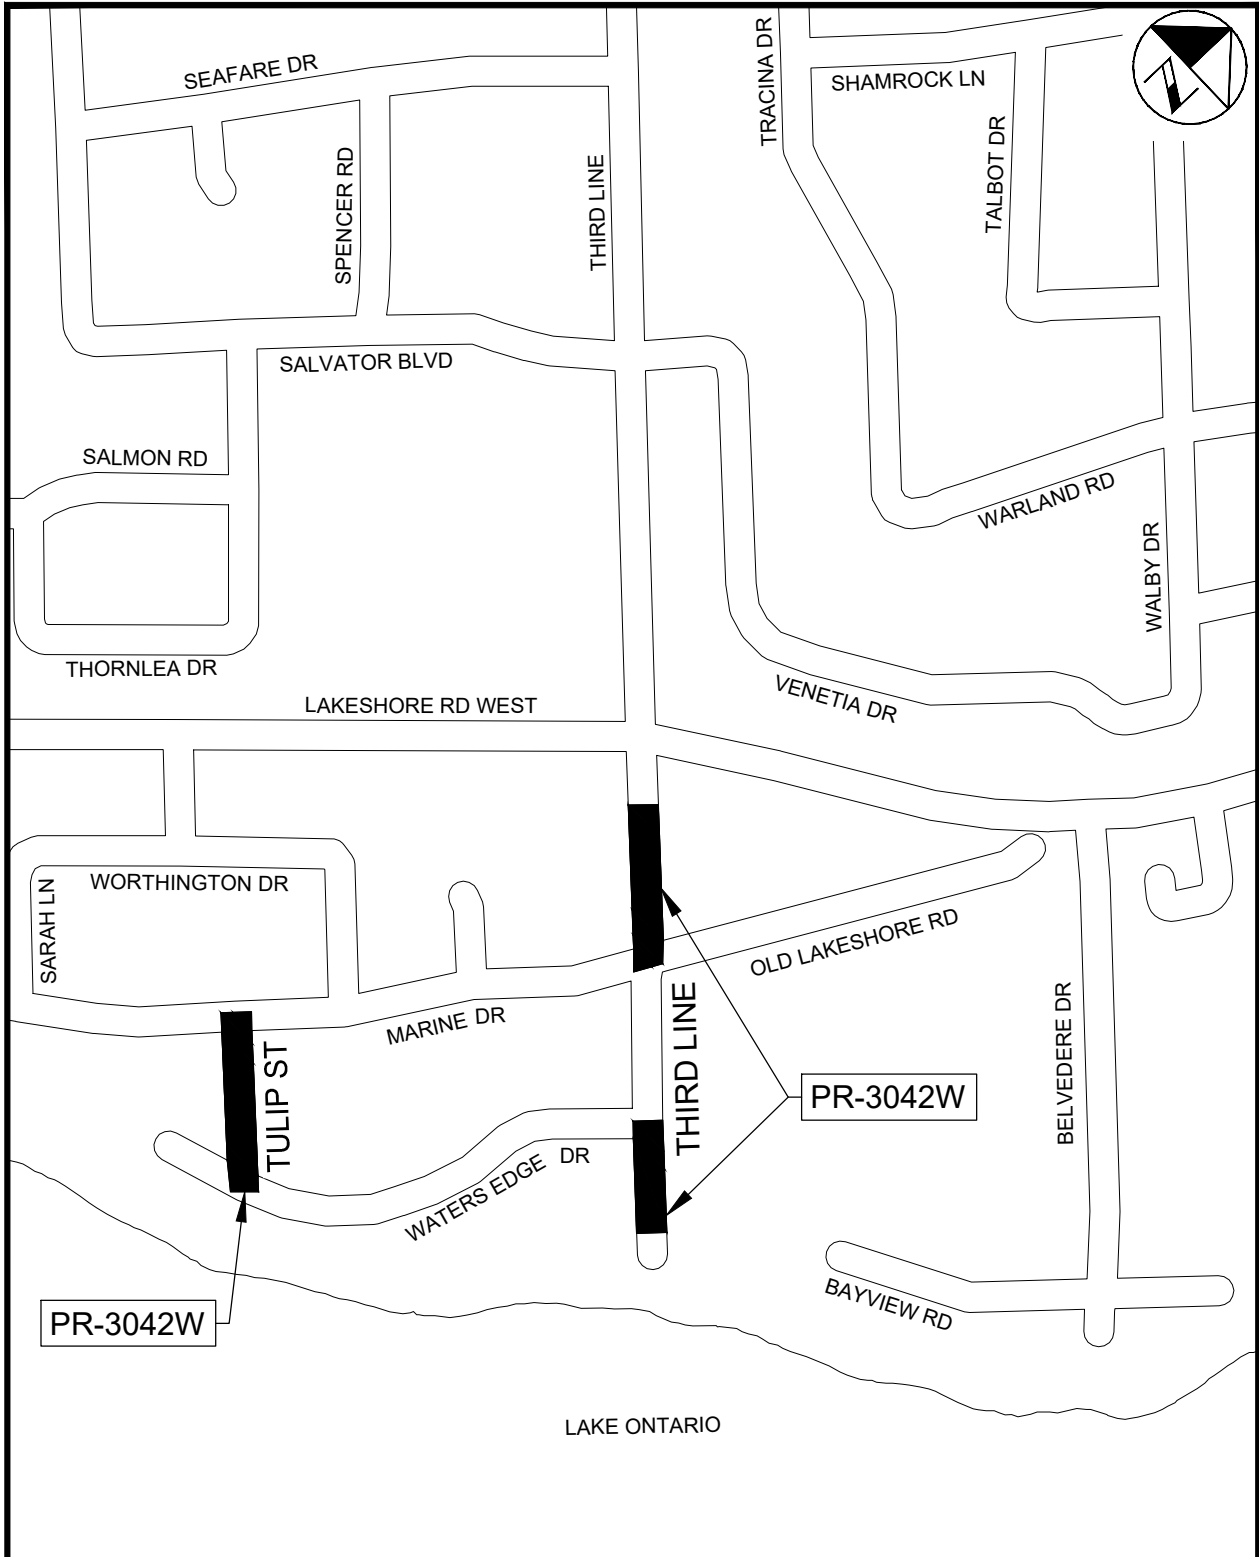 SEAFARE DR
SPENCER RD
THIRD LINE
TRACINA DR
SHAMROCK LN
TALBOT DR
SALVATOR BLVD
SALMON RD
WARLAND RD
WALBY DR
THORNLEA DR
LAKESHORE RD WEST
VENETIA DR
WORTHINGTON DR
SARAH LN
OLD LAKESHORE RD
MARINE DR
TULIP ST
THIRD LINE
BELVEDERE DR
PR-3042W
WATERS EDGE DR
BAYVIEW RD
PR-3042W
LAKE ONTARIO